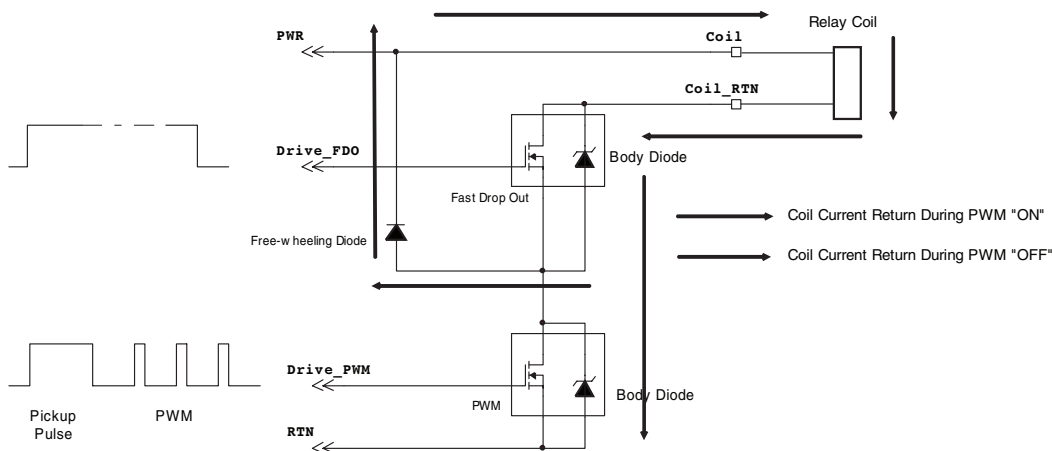 Relay Coil
PWR
Coil
Coil_RTN
Drive_FDO
Body Diode
Fast Drop Out
Free-w heeling Diode
Coil Current Return During PWM "ON"
Coil Current Return During PWM "OFF"
Drive_PWM
Body Diode
PWM
Pickup
Pulse
PWM
RTN